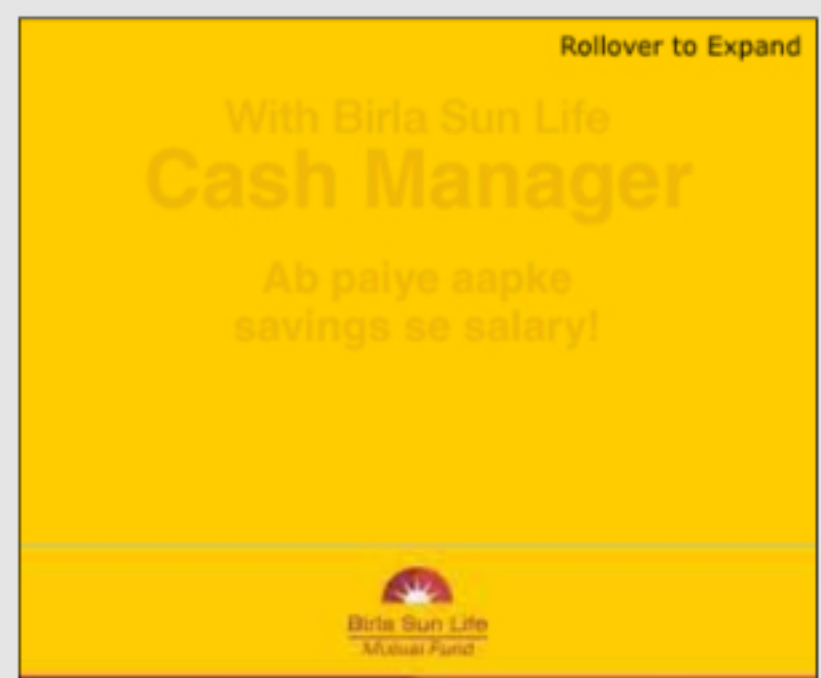 Rollover to Expand
With Birla Sun Life
Cash Manager
Ab paiye aapke
savings se salary!
Birla Sun Life
Mutual Fund